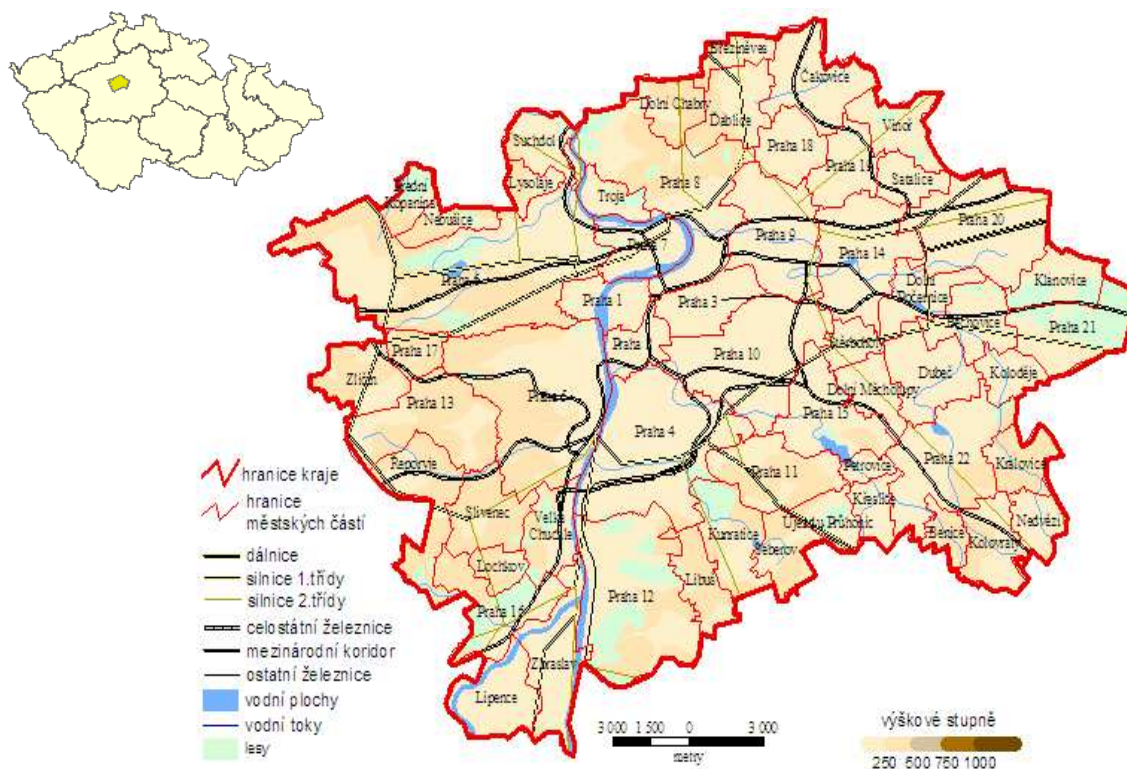 Březiněves
Čakovice
Dolní Chabry
Ďáblice
Vinoř
Suchdol
Praha 18
Praha 19
Lysolaje
Praha 8
Satalice
Přední
Kopanina
Troja
Nebušice
Praha 20
Praha 7
Praha 9
Praha 14
Praha 6
Dolní
Počernice
Klánovice
Praha 1
Praha 3
Běchovice
Praha 21
Praha
Štěrboholy
Praha 17
Praha 10
Dubeč
Koloděje
Zličín
Dolní Měcholupy
Praha 13
Praha 5
Praha 15
Praha 4
Řeporyje
Praha 11
Petrovice
Praha 22
Královice
Křeslice
Slivenec
Velká
Chuchle
Kunratice
Újezd u Průhonic
Nedvězí
Šeberov
Benice
Kolovraty
Lochkov
Libuš
Praha 16
Praha 12
Zbraslav
Lipence
hranice kraje
hranice
městských částí
dálnice
silnice 1.třídy
silnice 2.třídy
celostátní železnice
mezinárodní koridor
ostatní železnice
vodní plochy
vodní toky
lesy
3 000 1 500 0 3 000
metry
výškové stupně
250 500 750 1000